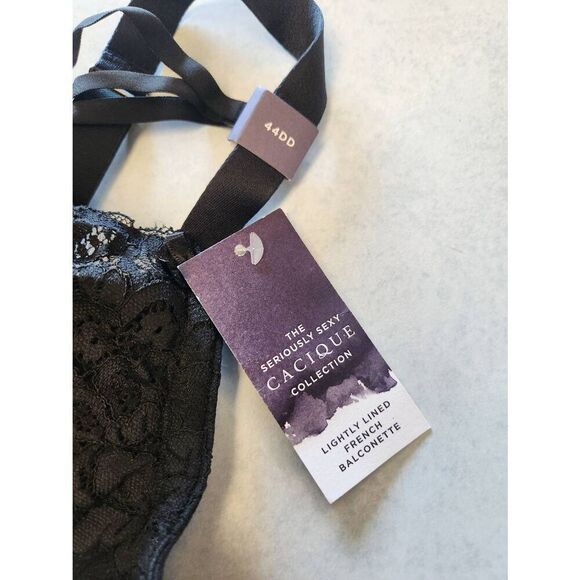 44DD
THE
SERIOUSLY SEXY
CACIQUE
COLLECTION
LIGHTLY LINED
FRENCH
BALCONETTE